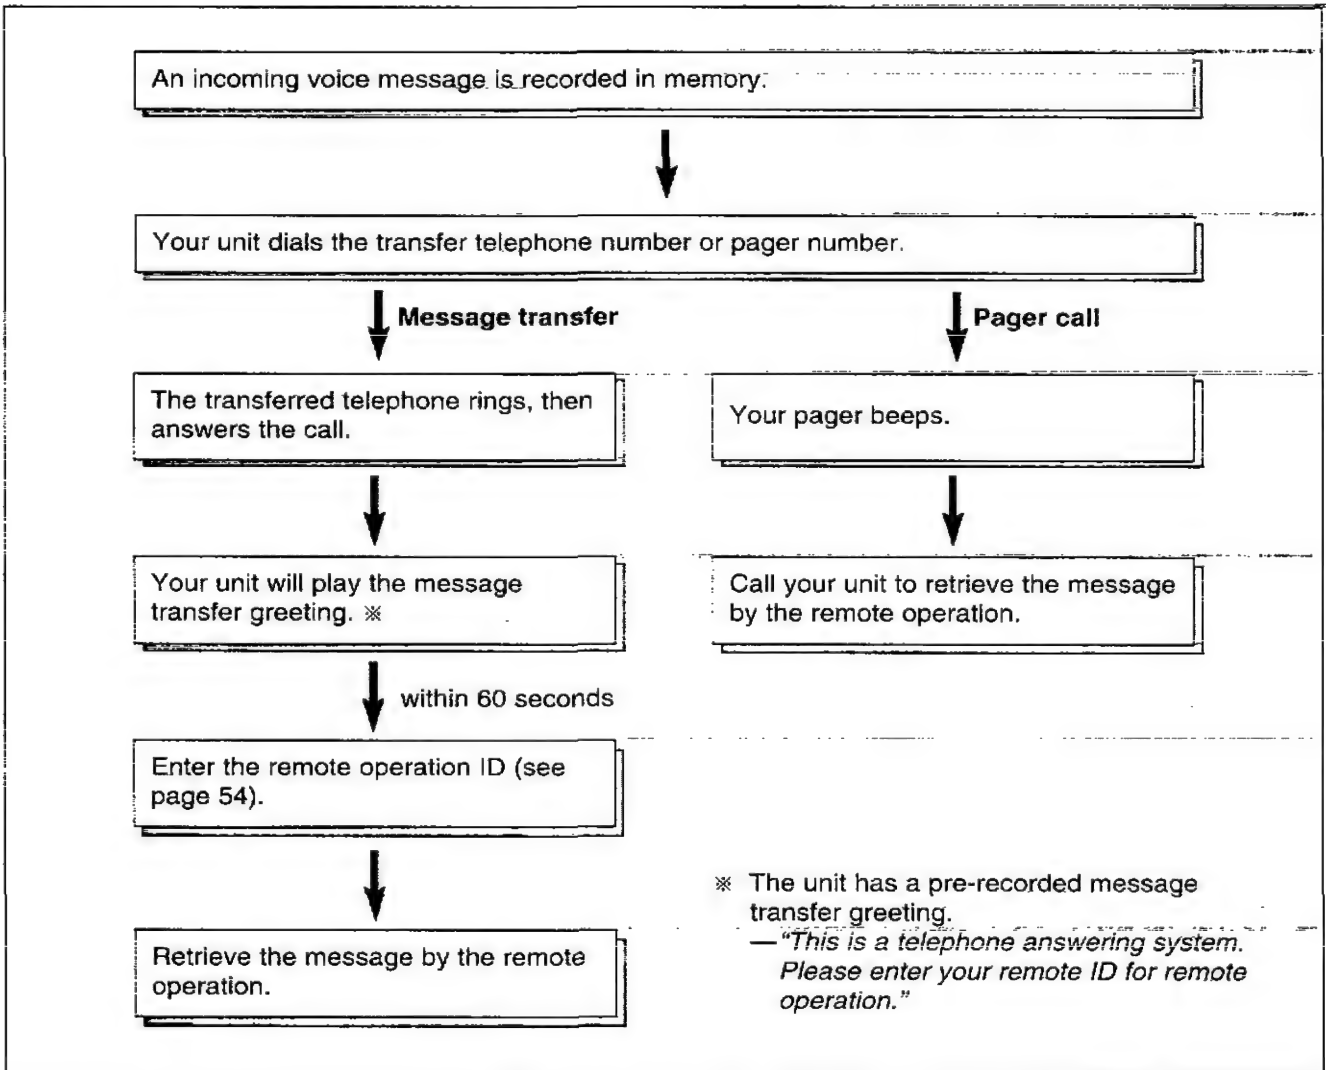 An incoming voice message is recorded in memory.
Your unit dials the transfer telephone number or pager number.
Message transfer
Pager call
The transferred telephone rings, then
answers the call.
Your pager beeps.
Your unit will play the message
transfer greeting. ※
Call your unit to retrieve the message
by the remote operation.
within 60 seconds
Enter the remote operation ID (see
page 54).
Retrieve the message by the remote
operation.
※ The unit has a pre-recorded message
transfer greeting.
— "This is a telephone answering system.
Please enter your remote ID for remote
operation."